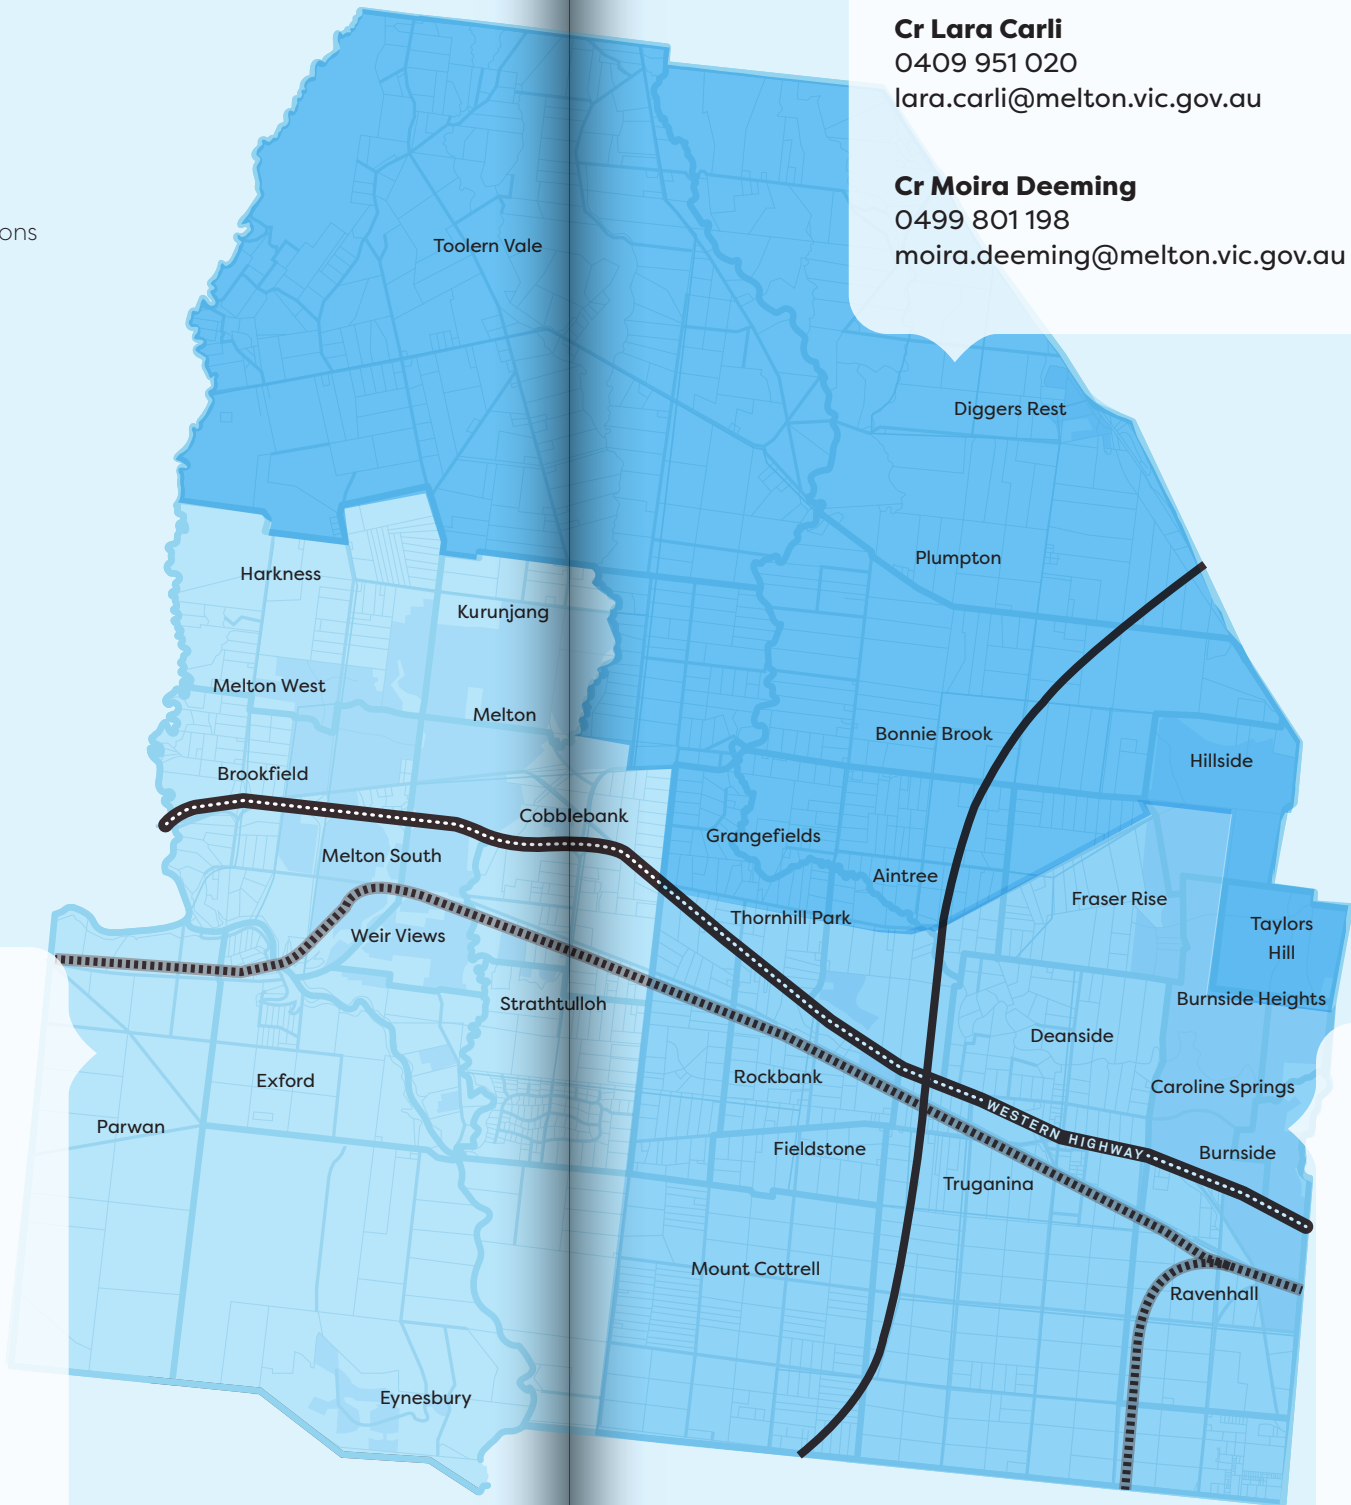 Cr Lara Carli
0409 951 020
lara.carli@melton.vic.gov.au
Cr Moira Deeming
0499 801 198
moira.deeming@melton.vic.gov.au
ons
Toolern Vale
Diggers Rest
Plumpton
Harkness
Kurunjang
Melton West
Melton
Bonnie Brook
Hillside
Brookfield
Cobblebank
Grangefields
Melton South
Aintree
Fraser Rise
Thornhill Park
Taylors
Hill
Weir Views
Burnside Heights
Strathtulloh
Deanside
Rockbank
Exford
Caroline Springs
WESTERN HIGHWAY
Parwan
Fieldstone
Burnside
Truganina
Mount Cottrell
Ravenhall
Eynesbury